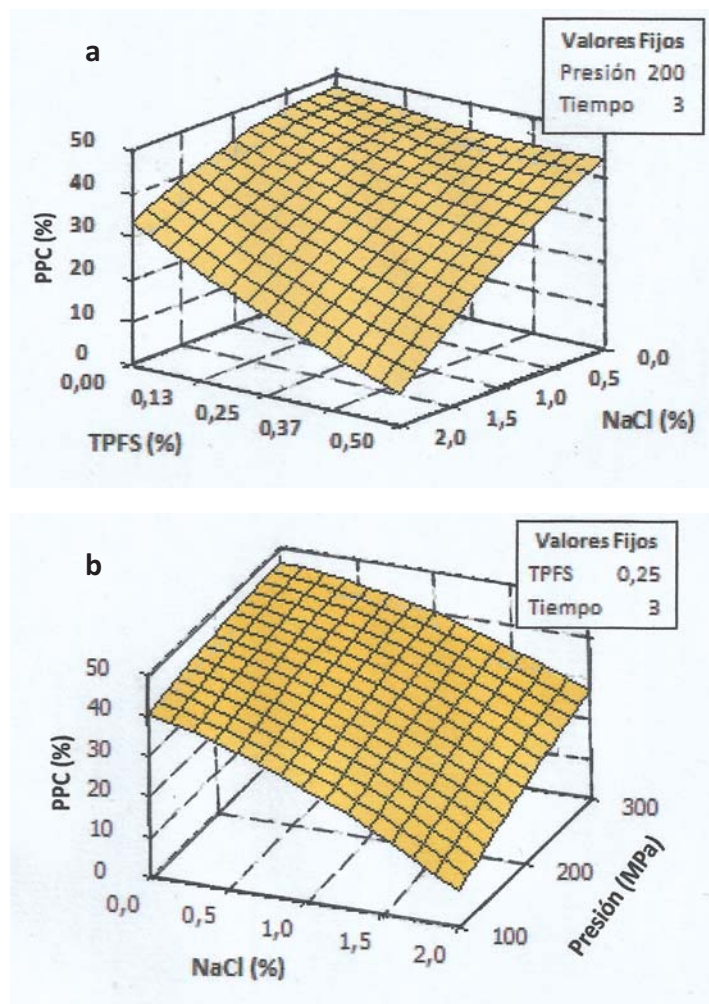 a
Valores Fijos
Presión 200
Tiempo 3
50
40
30
20
10
0
PPC (%)
0,00
0,13
0,25
0,37
0,50
TPFS (%)
2,0
1,5
1,0
0,5
0,0
NaCl (%)
b
Valores Fijos
TPFS 0,25
Tiempo 3
50
40
30
20
10
0
PPC (%)
0,0
0,5
1,0
1,5
2,0
NaCl (%)
100
200
300
Presión (MPa)